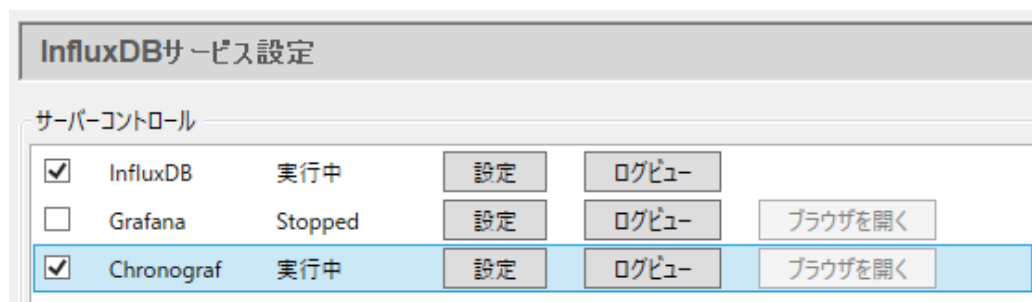 InfluxDBサービス設定
サーバーコントロール
InfluxDB 実行中 設定 ログビュー
Grafana Stopped 設定 ログビュー ブラウザを開く
Chronograf 実行中 設定 ログビュー ブラウザを開く